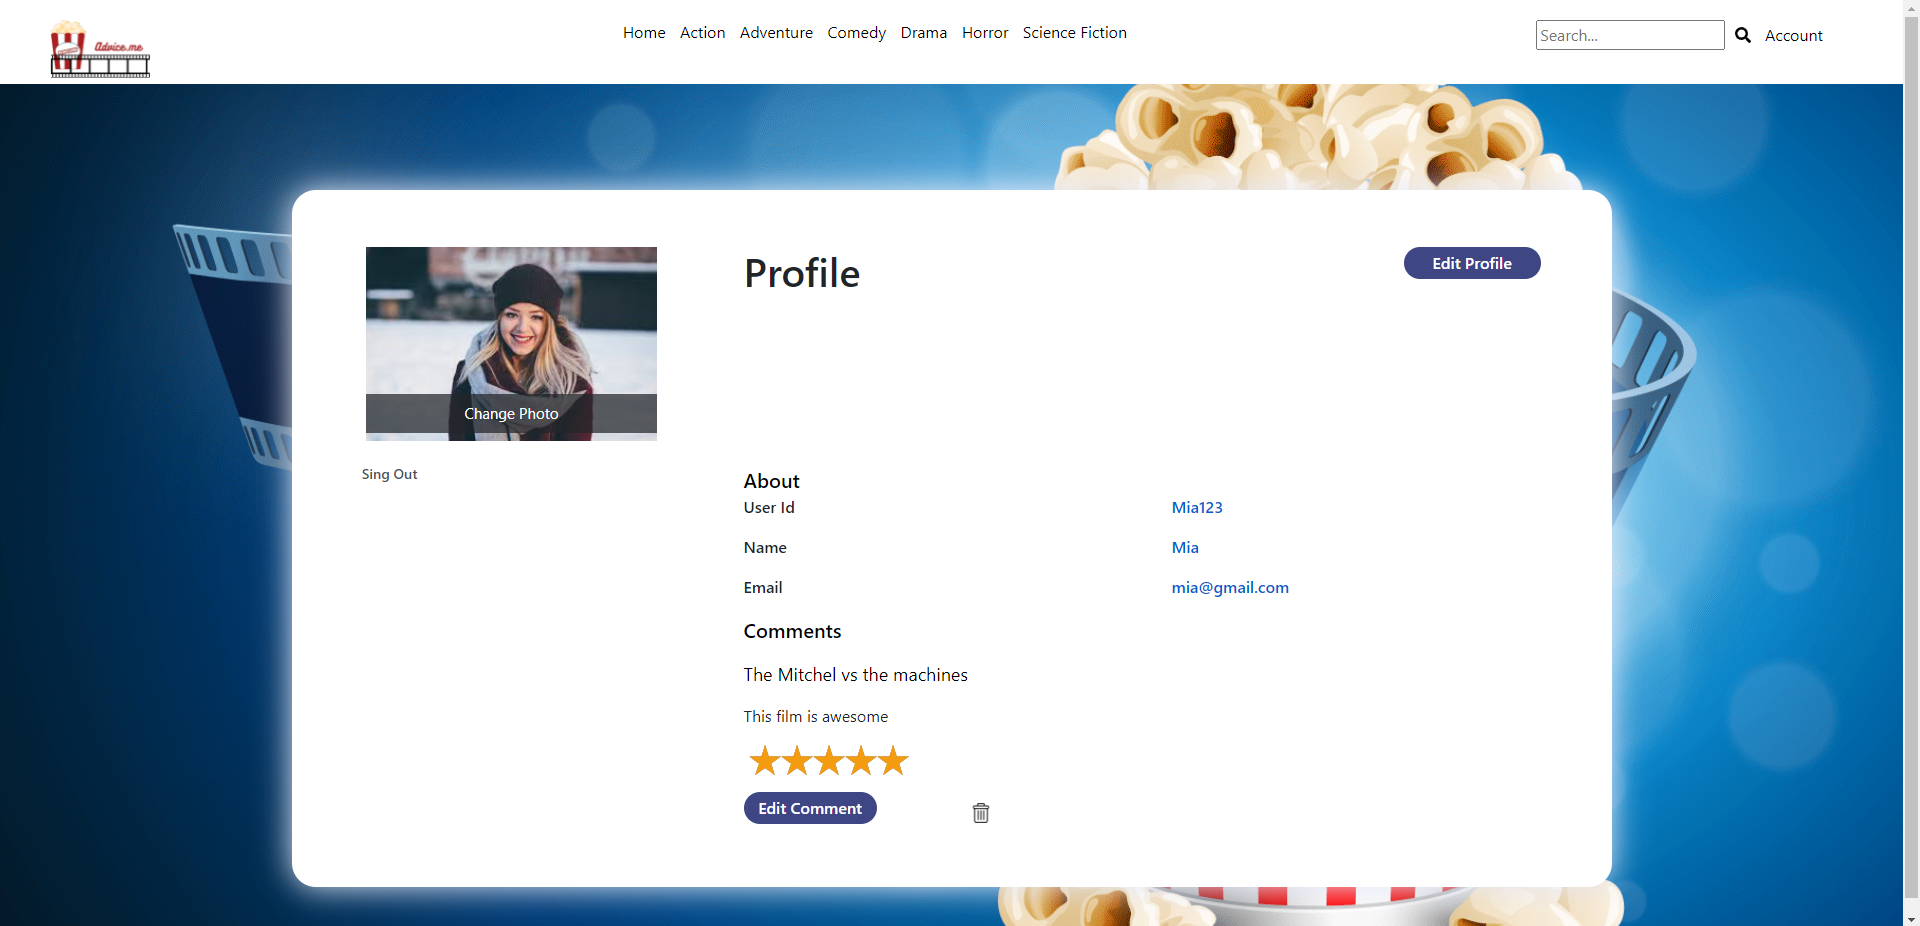 Advice.me
Home Action Adventure Comedy Drama Horror Science Fiction
Search...
Account
Profile
Edit Profile
Change Photo
Sing Out
About
User Id Mia123
Name Mia
Email mia@gmail.com
Comments
The Mitchel vs the machines
This film is awesome
Edit Comment